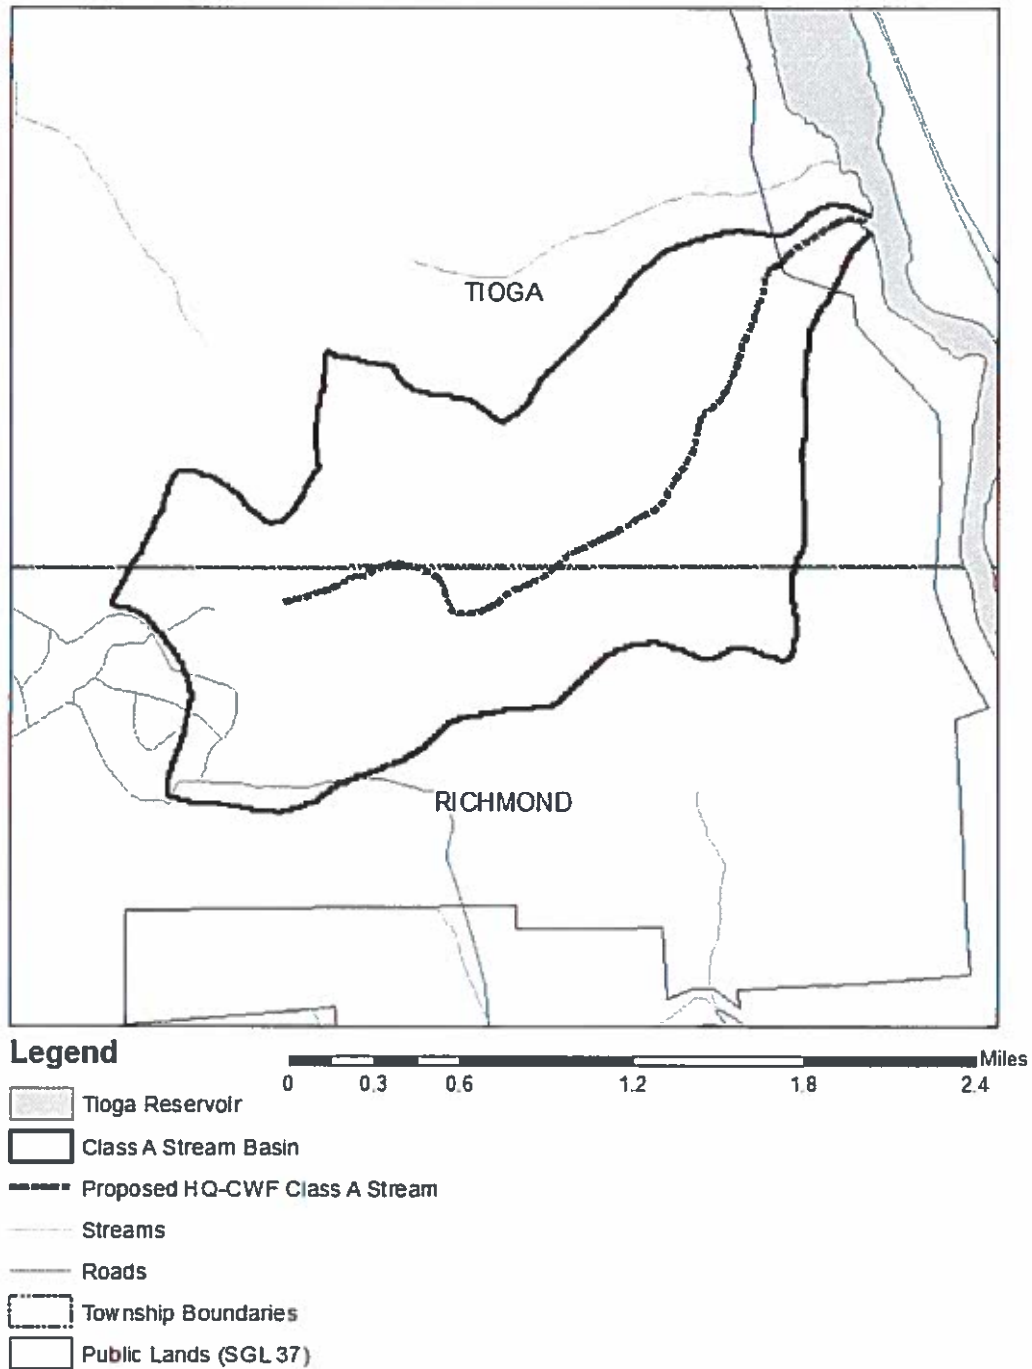 TIOGA
RICHMOND
Legend
Miles
0 0.3 0.6 1.2 1.8 2.4
Tioga Reservoir
Class A Stream Basin
Proposed HQ-CWF Class A Stream
Streams
Roads
Township Boundaries
Public Lands (SGL 37)